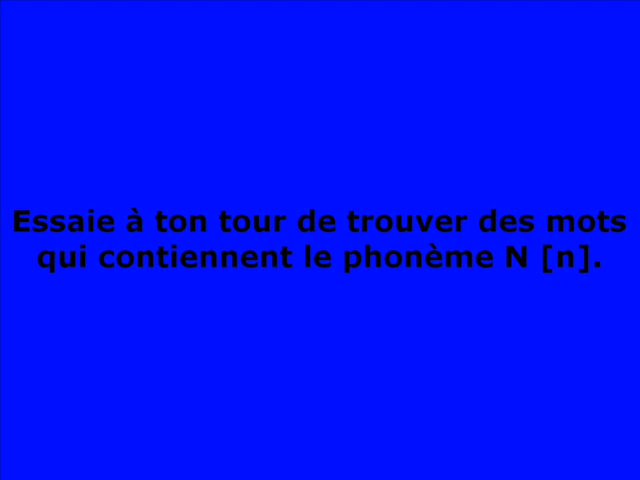 Essaie à ton tour de trouver des mots
qui contiennent le phonème N [n].